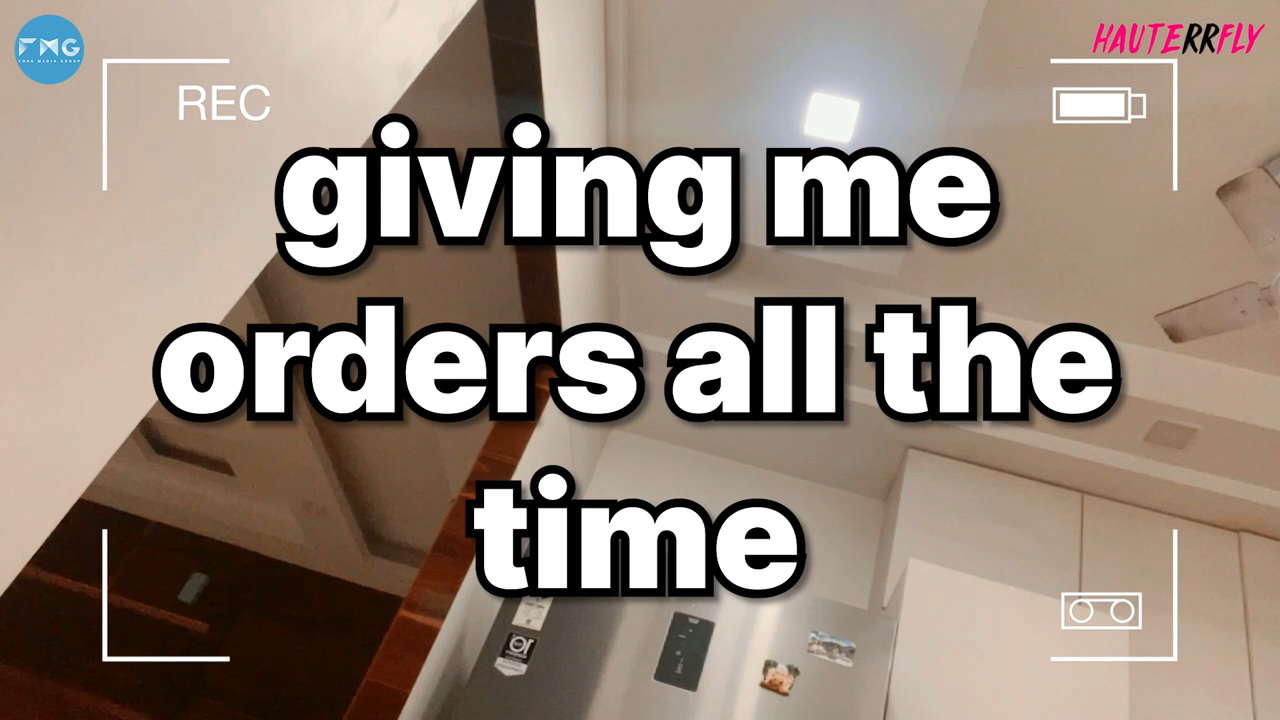 FMG
HAUTERRFLY
REC
giving me
orders all the
time